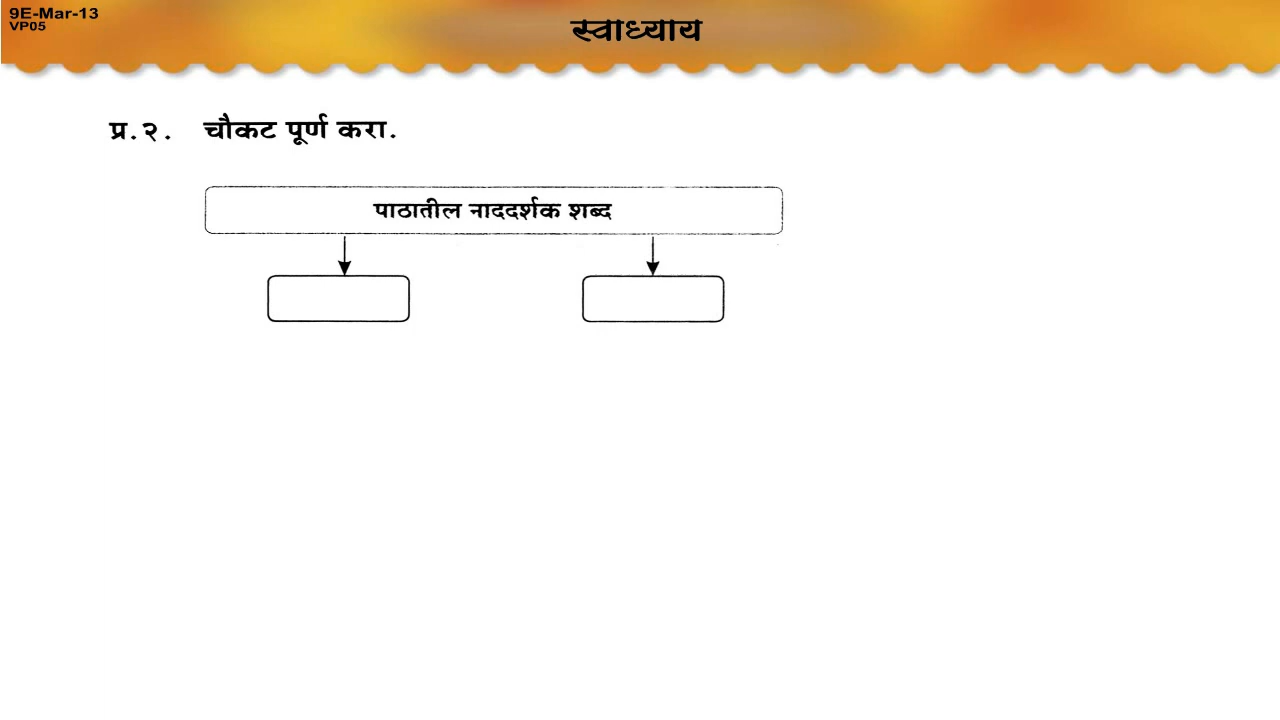 9E-Mar-13
VP05
स्वाध्याय
प्र.२. चौकट पूर्ण करा.
पाठातील नाददर्शक शब्द